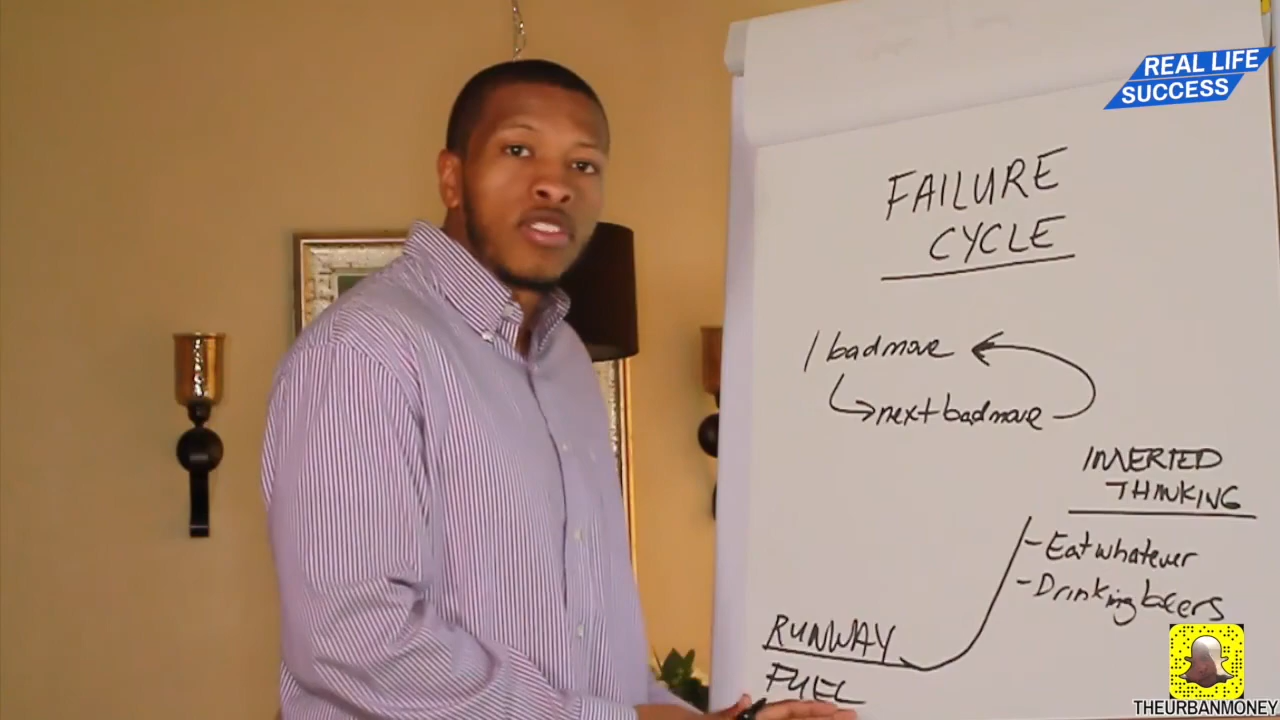 REAL LIFE
SUCCESS
FAILURE
CYCLE
1 bad move
next bad move
INVERTED
THINKING
- Eat whatever
- Drinking beers
RUNWAY
FUEL
THEURBANMONEY